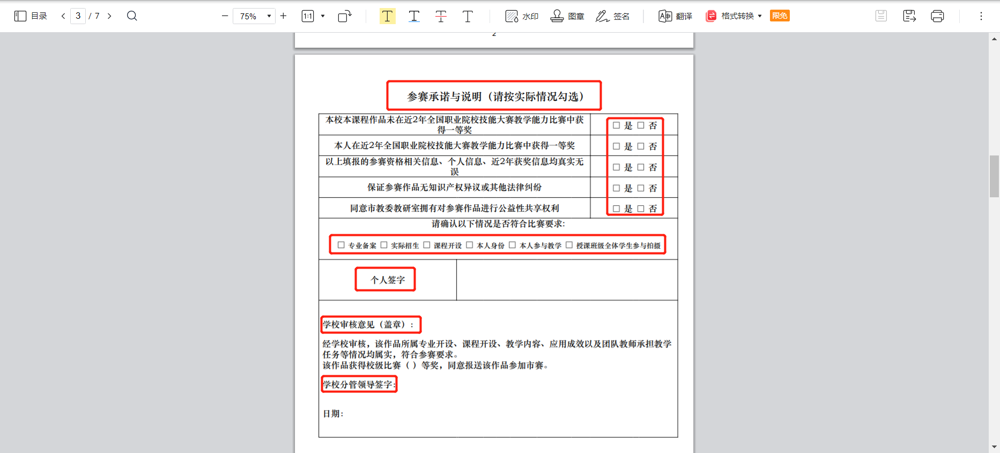 目录 3 / 7 75% 1:1 T T T T 水印 图章 签名 翻译 格式转换 限免
2
参赛承诺与说明（请按实际情况勾选）
本校本课程作品未在近2年全国职业院校技能大赛教学能力比赛中获
得一等奖
□ 是 □ 否
本人在近2年全国职业院校技能大赛教学能力比赛中获得一等奖 □ 是 □ 否
以上填报的参赛资格相关信息、个人信息、近2年获奖信息均真实无
误
□ 是 □ 否
保证参赛作品无知识产权异议或其他法律纠纷 □ 是 □ 否
同意市教委教研室拥有对参赛作品进行公益性共享权利 □ 是 □ 否
请确认以下情况是否符合比赛要求：
□ 专业备案 □ 实际招生 □ 课程开设 □ 本人身份 □ 本人参与教学 □ 授课班级全体学生参与拍摄
个人签字
学校审核意见（盖章）：
经学校审核，该作品所属专业开设、课程开设、教学内容、应用成效以及团队教师承担教学
任务等情况均属实，符合参赛要求。
该作品获得校级比赛（ ）等奖，同意报送该作品参加市赛。
学校分管领导签字：
日期：